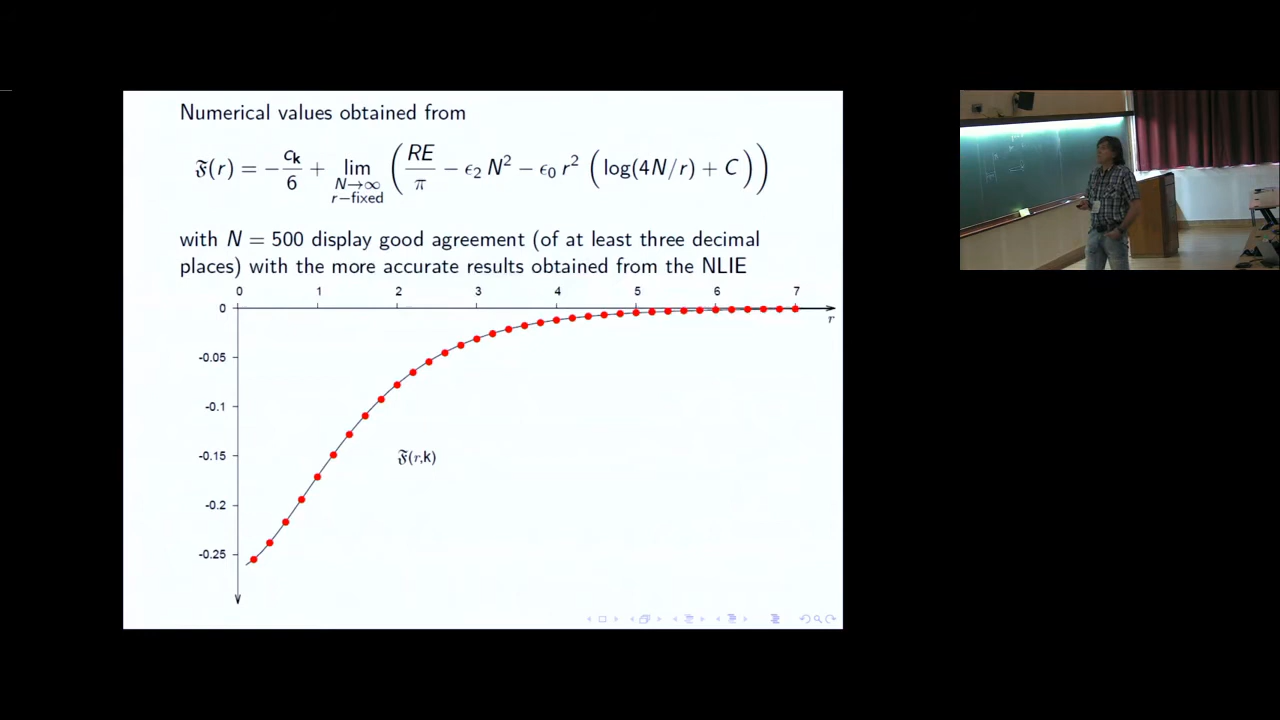 Numerical values obtained from
𝔉(r) = −c_k/6 + lim_{N→∞, r−fixed} ( RE/π − ϵ₂ N² − ϵ₀ r² ( log(4N/r) + C ) )
with N = 500 display good agreement (of at least three decimal
places) with the more accurate results obtained from the NLIE
0 1 2 3 4 5 6 7
0
r
-0.05
-0.1
-0.15
𝔉(r,k)
-0.2
-0.25